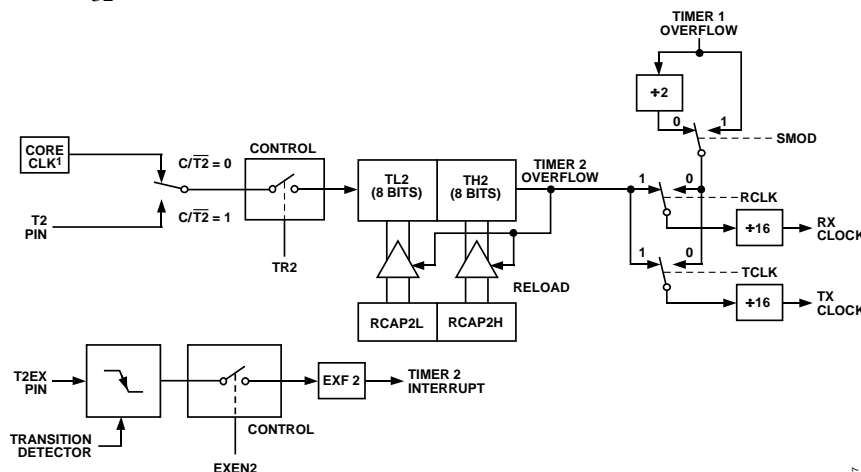 TIMER 1
OVERFLOW
÷2
0
1
SMOD
CONTROL
CORE
CLK1
C/T2 = 0
C/T2 = 1
T2
PIN
TR2
TL2
(8 BITS)
TH2
(8 BITS)
TIMER 2
OVERFLOW
1
0
RCLK
÷16
RX
CLOCK
1
0
TCLK
÷16
TX
CLOCK
RELOAD
RCAP2L
RCAP2H
T2EX
PIN
EXF 2
TIMER 2
INTERRUPT
CONTROL
TRANSITION
DETECTOR
EXEN2